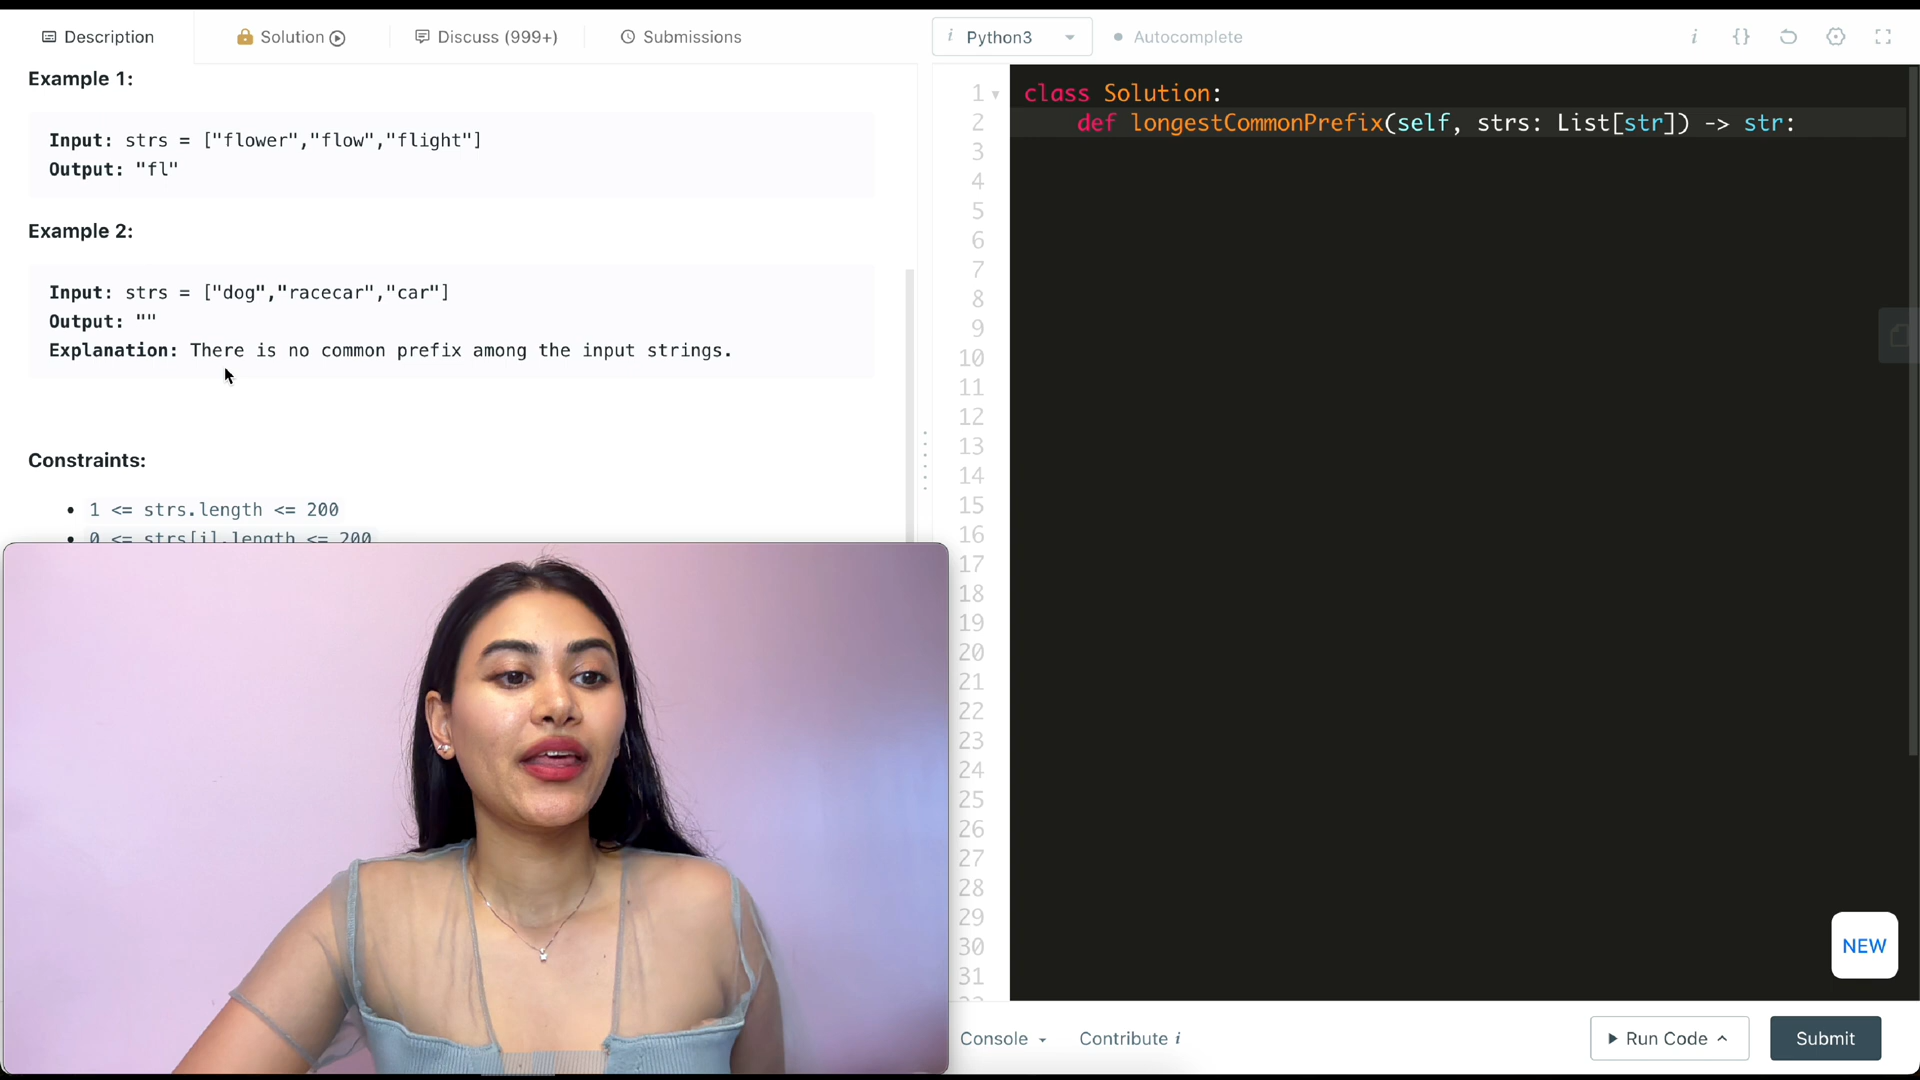 Description
Solution
Discuss (999+)
Submissions
Example 1:
Input: strs = ["flower","flow","flight"]
Output: "fl"
Example 2:
Input: strs = ["dog","racecar","car"]
Output: ""
Explanation: There is no common prefix among the input strings.
Constraints:
1 <= strs.length <= 200
0 <= strs[i].length <= 200
i Python3
Autocomplete
i {}
1 class Solution:
2 def longestCommonPrefix(self, strs: List[str]) -> str:
3
4
5
6
7
8
9
10
11
12
13
14
15
16
17
18
19
20
21
22
23
24
25
26
27
28
29
30
31
NEW
Console
Contribute i
Run Code
Submit